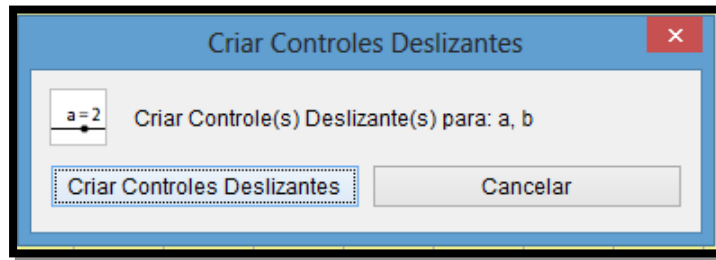 Criar Controles Deslizantes
×
a=2
Criar Controle(s) Deslizante(s) para: a, b
Criar Controles Deslizantes
Cancelar